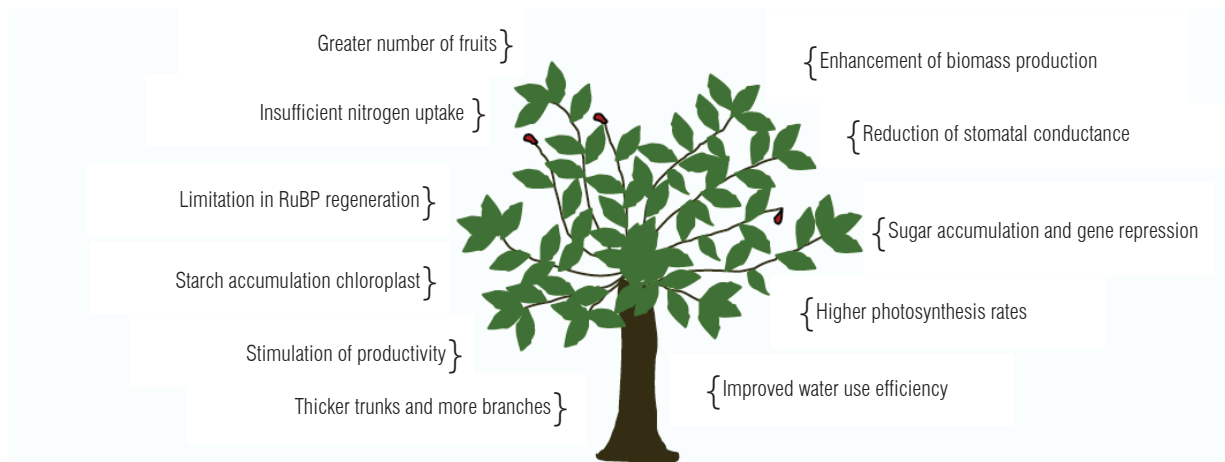 Greater number of fruits}
Insufficient nitrogen uptake}
Limitation in RuBP regeneration}
Starch accumulation chloroplast}
Stimulation of productivity}
Thicker trunks and more branches}
{Enhancement of biomass production
{Reduction of stomatal conductance
{Sugar accumulation and gene repression
{Higher photosynthesis rates
{Improved water use efficiency